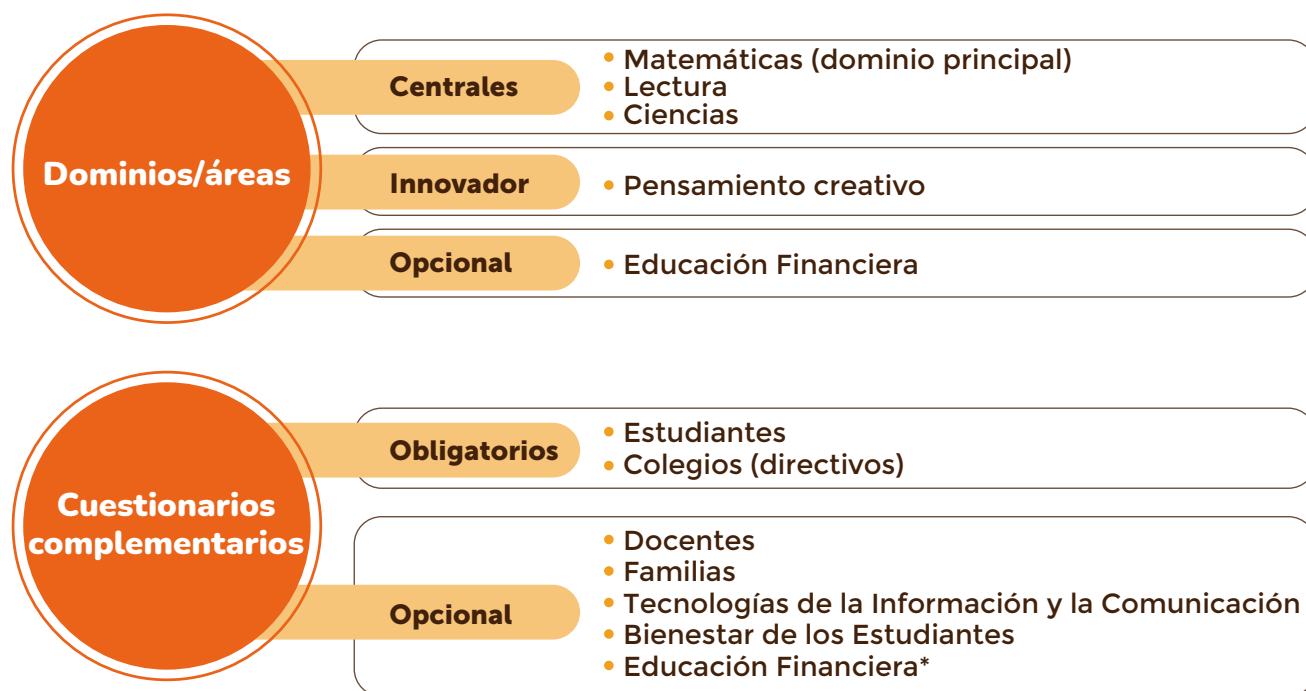 Dominios/áreas
Centrales
• Matemáticas (dominio principal)
• Lectura
• Ciencias
Innovador
• Pensamiento creativo
Opcional
• Educación Financiera
Cuestionarios
complementarios
Obligatorios
• Estudiantes
• Colegios (directivos)
Opcional
• Docentes
• Familias
• Tecnologías de la Información y la Comunicación
• Bienestar de los Estudiantes
• Educación Financiera*